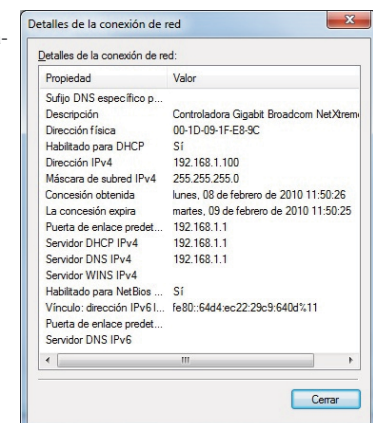 Detalles de la conexión de red
Detalles de la conexión de red:
Propiedad Valor
Sufijo DNS específico p...
Descripción Controladora Gigabit Broadcom NetXtrem
Dirección física 00-1D-09-1F-E8-9C
Habilitado para DHCP Sí
Dirección IPv4 192.168.1.100
Máscara de subred IPv4 255.255.255.0
Concesión obtenida lunes, 08 de febrero de 2010 11:50:26
La concesión expira martes, 09 de febrero de 2010 11:50:25
Puerta de enlace predet... 192.168.1.1
Servidor DHCP IPv4 192.168.1.1
Servidor DNS IPv4 192.168.1.1
Servidor WINS IPv4
Habilitado para NetBios ... Sí
Vínculo: dirección IPv6 l... fe80::64d4:ec22:29c9:640d%11
Puerta de enlace predet...
Servidor DNS IPv6
Cerrar